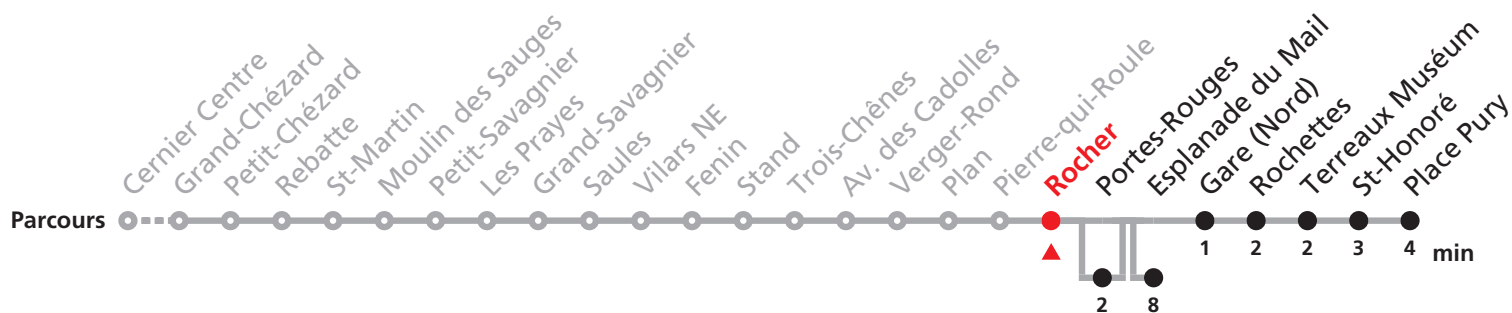 Cernier Centre
Grand-Chézard
Petit-Chézard
Rebatte
St-Martin
Moulin des Sauges
Petit-Savagnier
Les Prayes
Grand-Savagnier
Saules
Vilars NE
Fenin
Stand
Trois-Chênes
Av. des Cadolles
Verger-Rond
Plan
Pierre-qui-Roule
Rocher
Portes-Rouges
Esplanade du Mail
Gare (Nord)
Rochettes
Terreaux Muséum
St-Honoré
Place Pury
Parcours
1 2 2 3 4 min
2 8